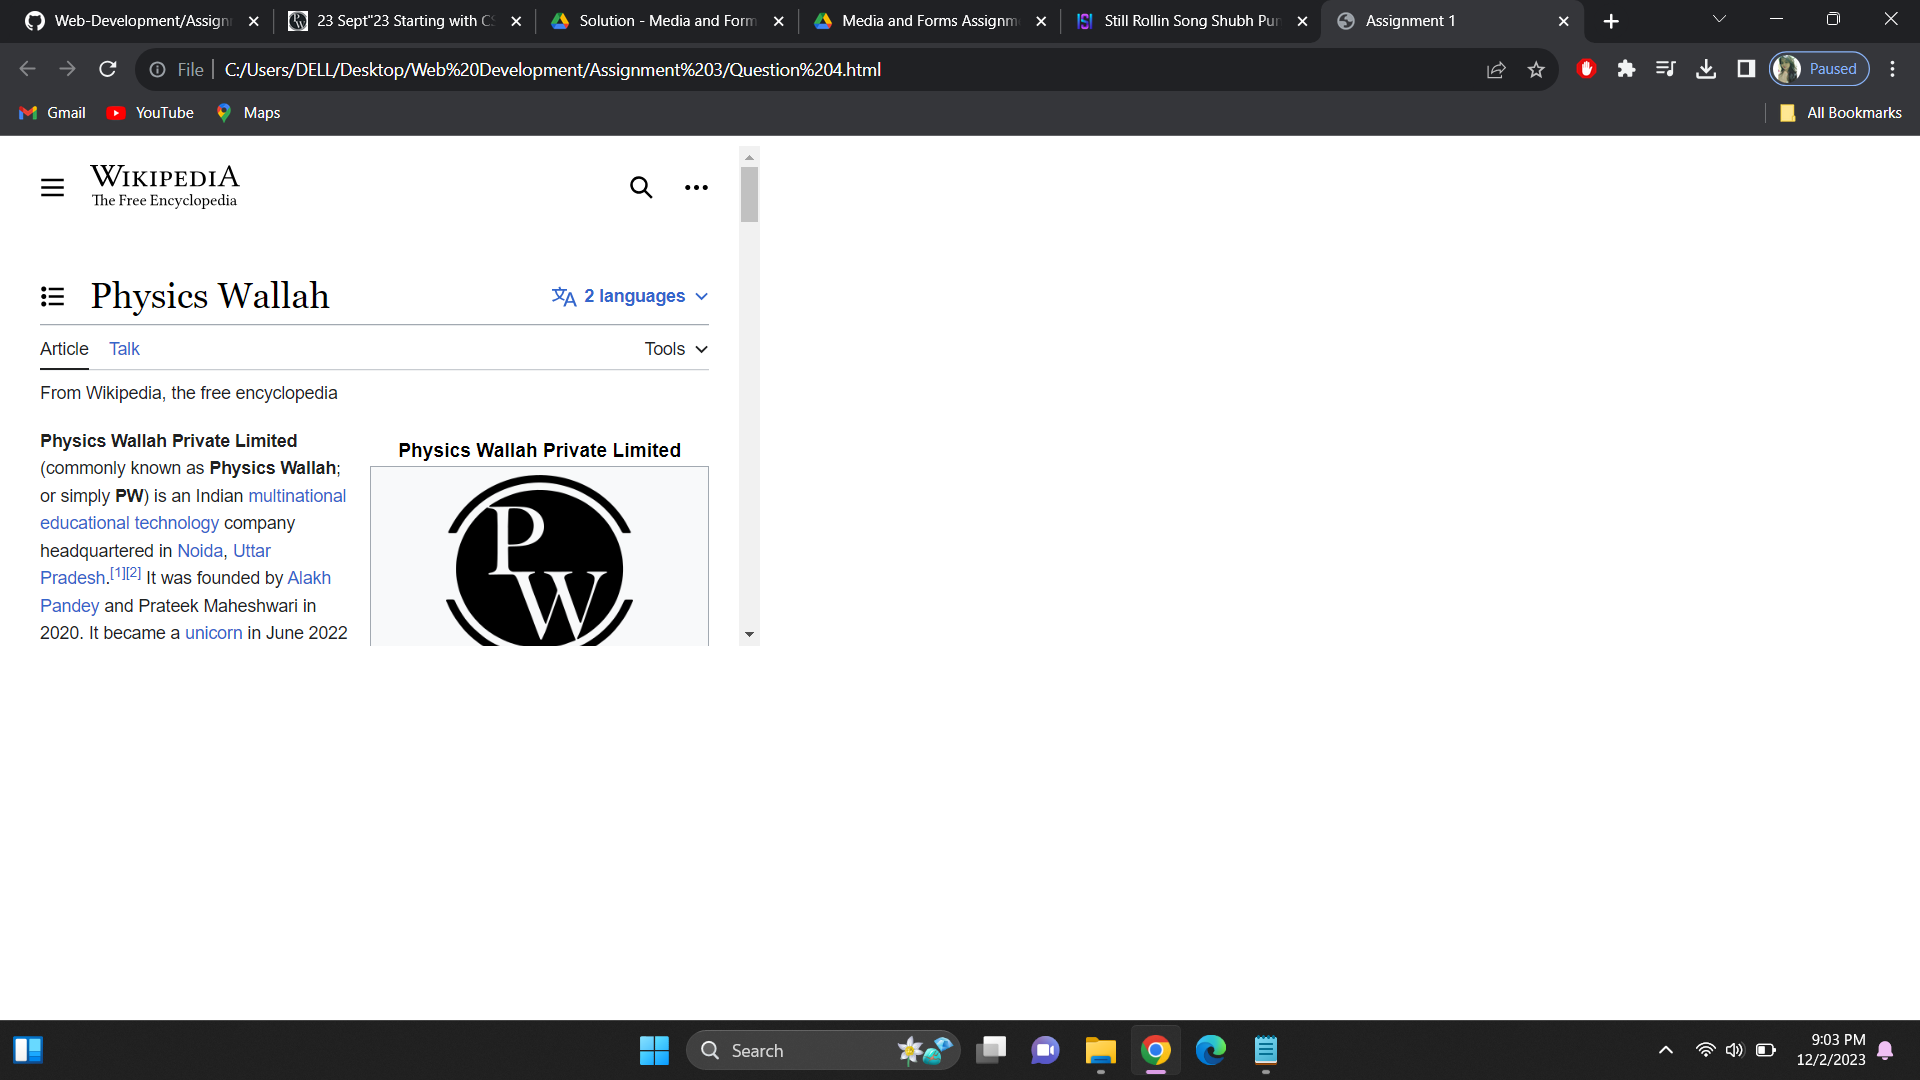 Web-Development/Assign
23 Sept"23 Starting with CS
Solution - Media and Form
Media and Forms Assignm
Still Rollin Song Shubh Pun
Assignment 1
File
C:/Users/DELL/Desktop/Web%20Development/Assignment%203/Question%204.html
Paused
Gmail
YouTube
Maps
All Bookmarks
WIKIPEDIA
The Free Encyclopedia
Physics Wallah
2 languages
Article
Talk
Tools
From Wikipedia, the free encyclopedia
Physics Wallah Private Limited
(commonly known as Physics Wallah;
or simply PW) is an Indian multinational
educational technology company
headquartered in Noida, Uttar
Pradesh.[1][2] It was founded by Alakh
Pandey and Prateek Maheshwari in
2020. It became a unicorn in June 2022
Physics Wallah Private Limited
P
W
Search
9:03 PM
12/2/2023